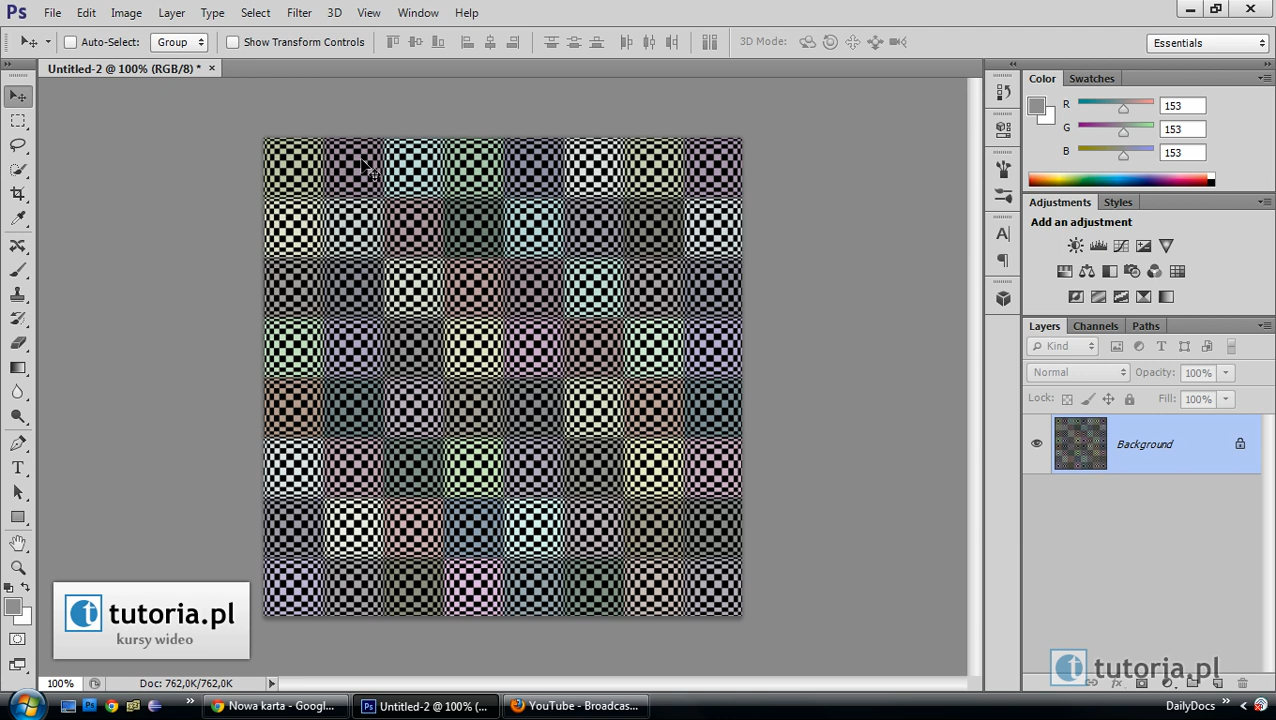 Ps File Edit Image Layer Type Select Filter 3D View Window Help
Auto-Select: Group Show Transform Controls 3D Mode: Essentials
Untitled-2 @ 100% (RGB/8) * ×
Color Swatches
R 153
G 153
B 153
Adjustments Styles
Add an adjustment
Layers Channels Paths
Kind
Normal Opacity: 100%
Lock: Fill: 100%
Background
tutoria.pl
kursy wideo
tutoria.pl
100% Doc: 762,0K/762,0K
Nowa karta - Googl... Untitled-2 @ 100% (... YouTube - Broadcas... DailyDocs